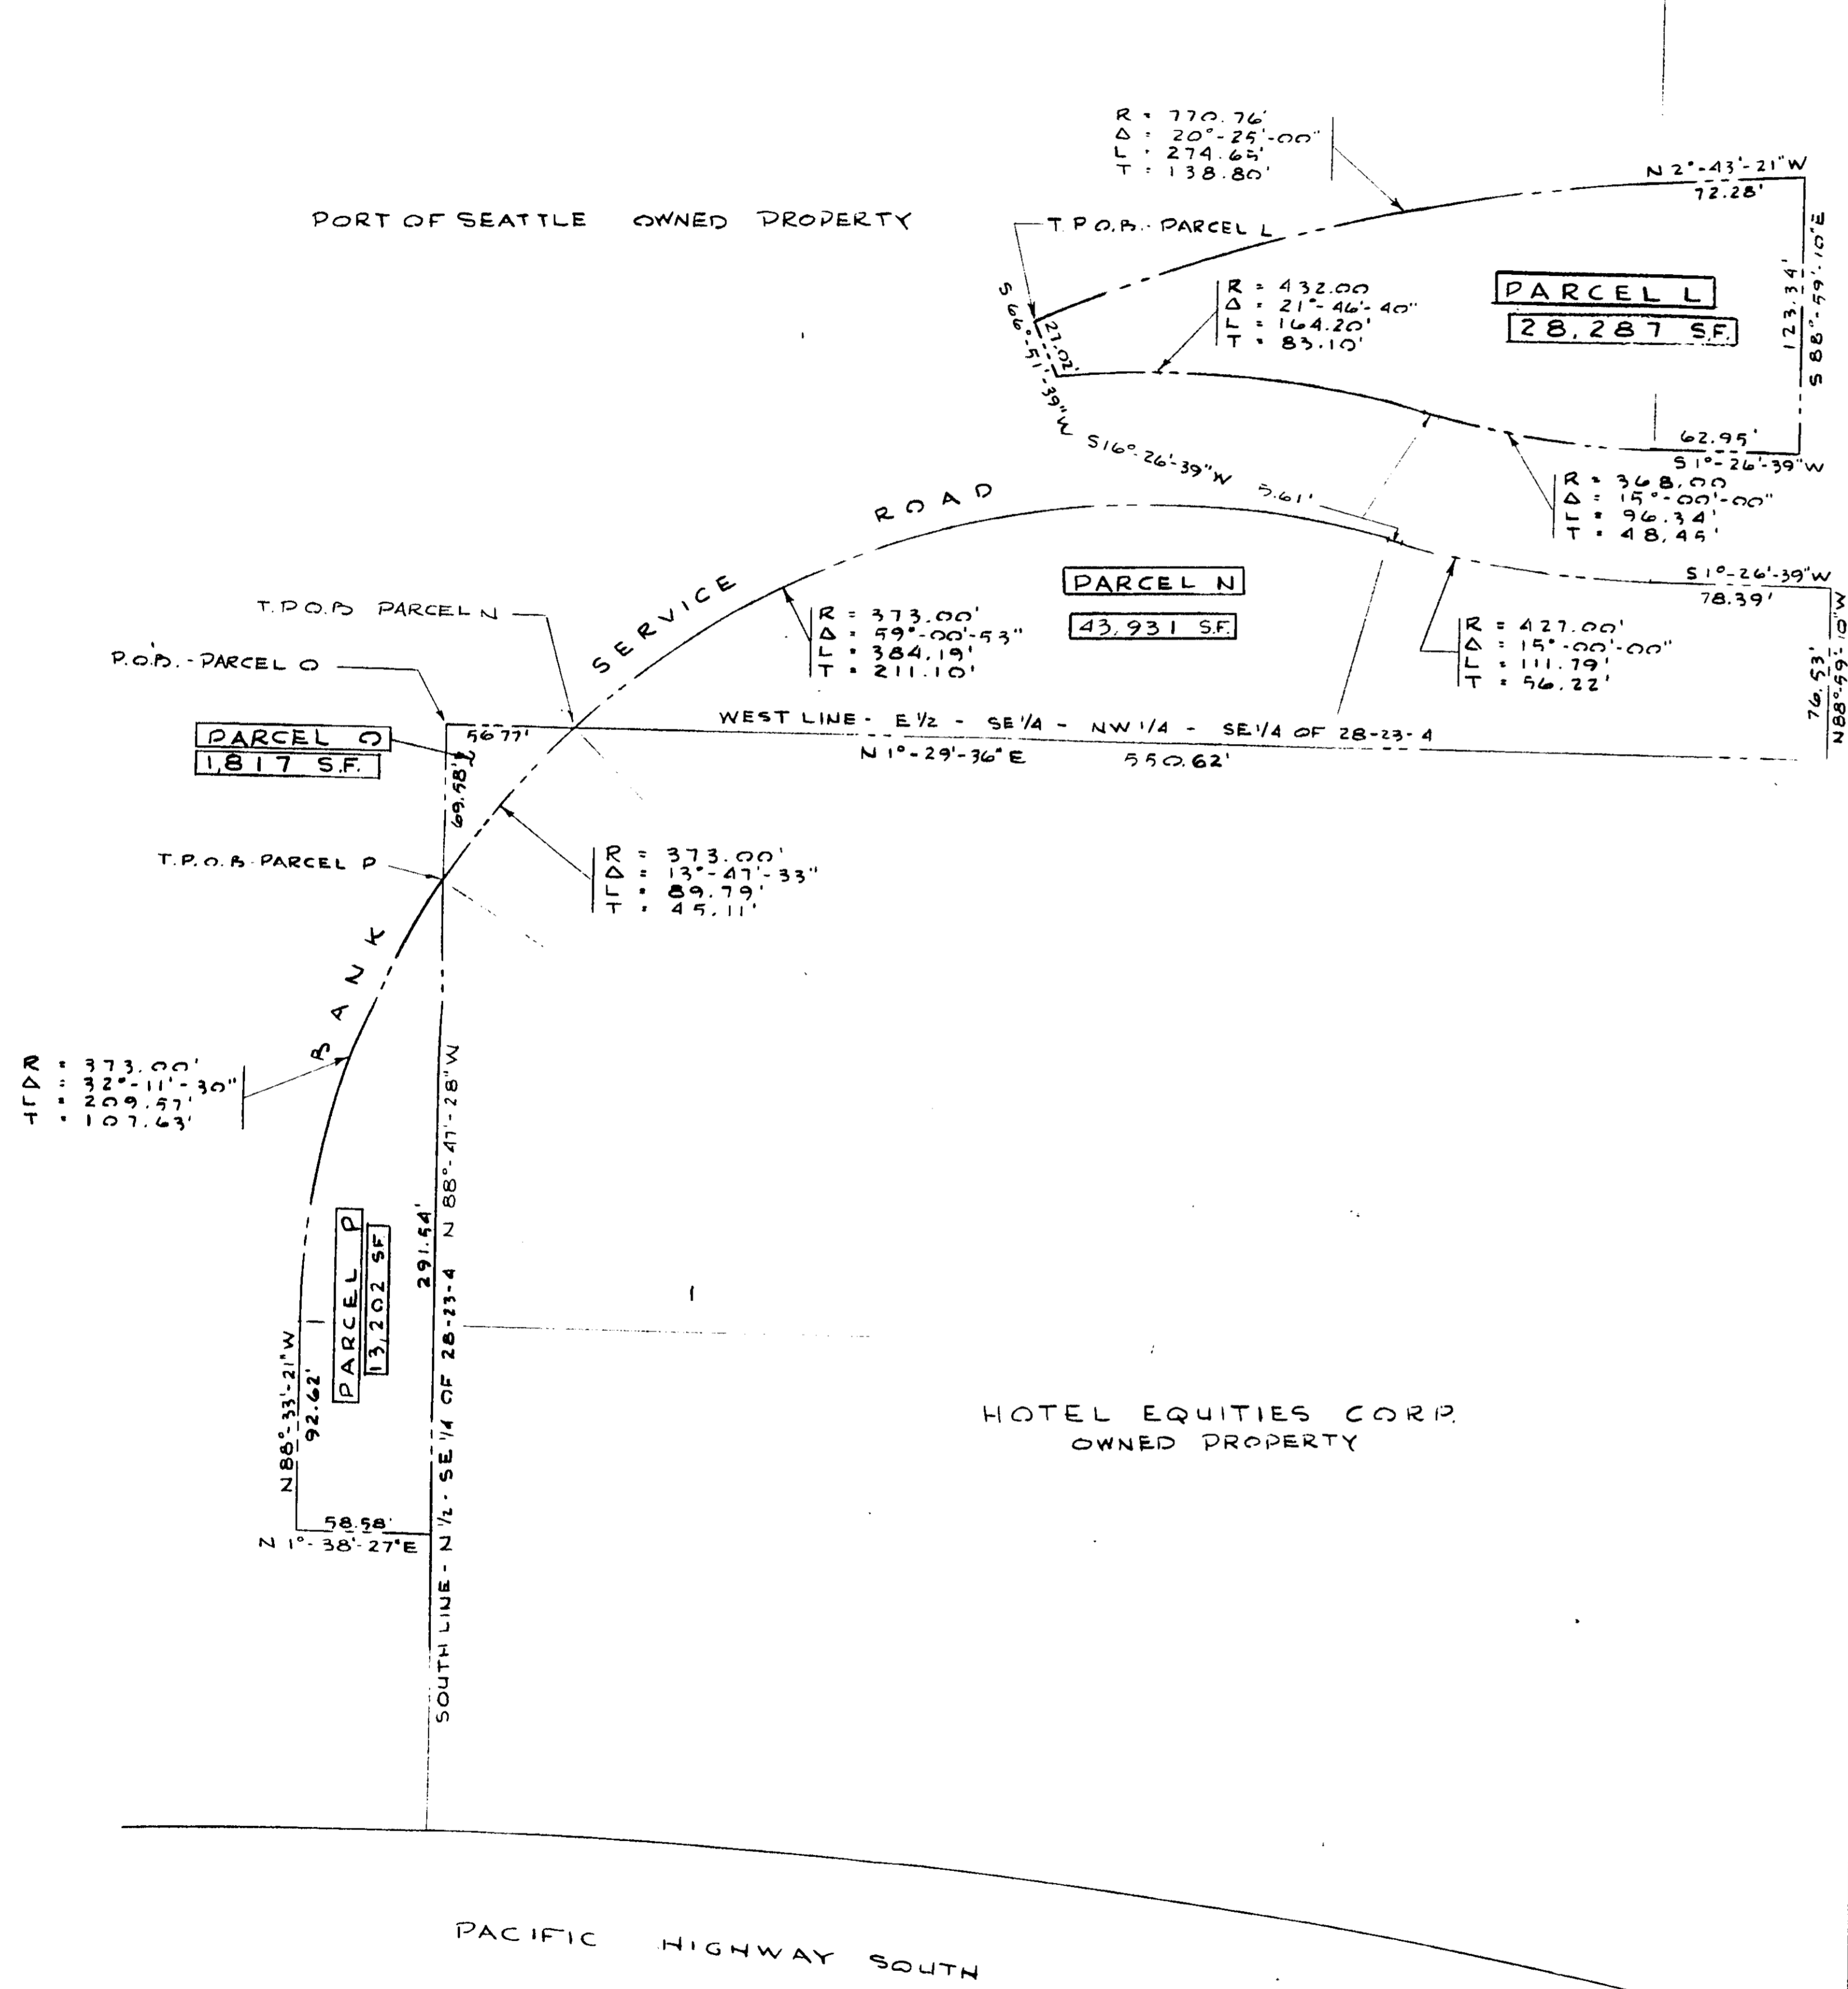 R = 770.76'
Δ = 20°-25'-00"
L = 274.65'
T = 138.80'
N 2°-43'-21" W
72.28'
PORT OF SEATTLE OWNED PROPERTY
T.P.O.B. - PARCEL L
S 88°-59'-10" E
123.34'
R = 432.00
Δ = 21°-46'-40"
L = 164.20'
T = 83.10'
PARCEL L
28,287 S.F.
27.02'
S 66°-51'-39" W
62.95'
S 1°-26'-39" W
S 16°-26'-39" W 5.61'
R = 368.00
Δ = 15°-00'-00"
L = 96.34'
T = 48.45'
BANK SERVICE ROAD
PARCEL N
43,931 S.F.
S 1°-26'-39" W
78.39'
T.P.O.B PARCEL N
R = 373.00'
Δ = 59°-00'-53"
L = 384.19'
T = 211.10'
R = 427.00'
Δ = 15°-00'-00"
L = 111.79'
T = 56.22'
76.53'
N 88°-59'-10" W
P.O.B. - PARCEL O
PARCEL O
1,817 S.F.
56.77'
69.58'
WEST LINE - E 1/2 - SE 1/4 - NW 1/4 - SE 1/4 OF 28-23-4
N 1°-29'-36" E 550.62'
T.P.O.B - PARCEL P
R = 373.00'
Δ = 13°-47'-33"
L = 89.79'
T = 45.11'
R = 373.00'
Δ = 32°-11'-30"
L = 209.57'
T = 107.63'
PARCEL P
13,202 S.F.
291.54'
SOUTH LINE - N 1/2 - SE 1/4 OF 28-23-4 N 88°-47'-28" W
N 88°-33'-21" W
92.62'
58.58'
N 1°-38'-27" E
HOTEL EQUITIES CORP.
OWNED PROPERTY
PACIFIC HIGHWAY SOUTH